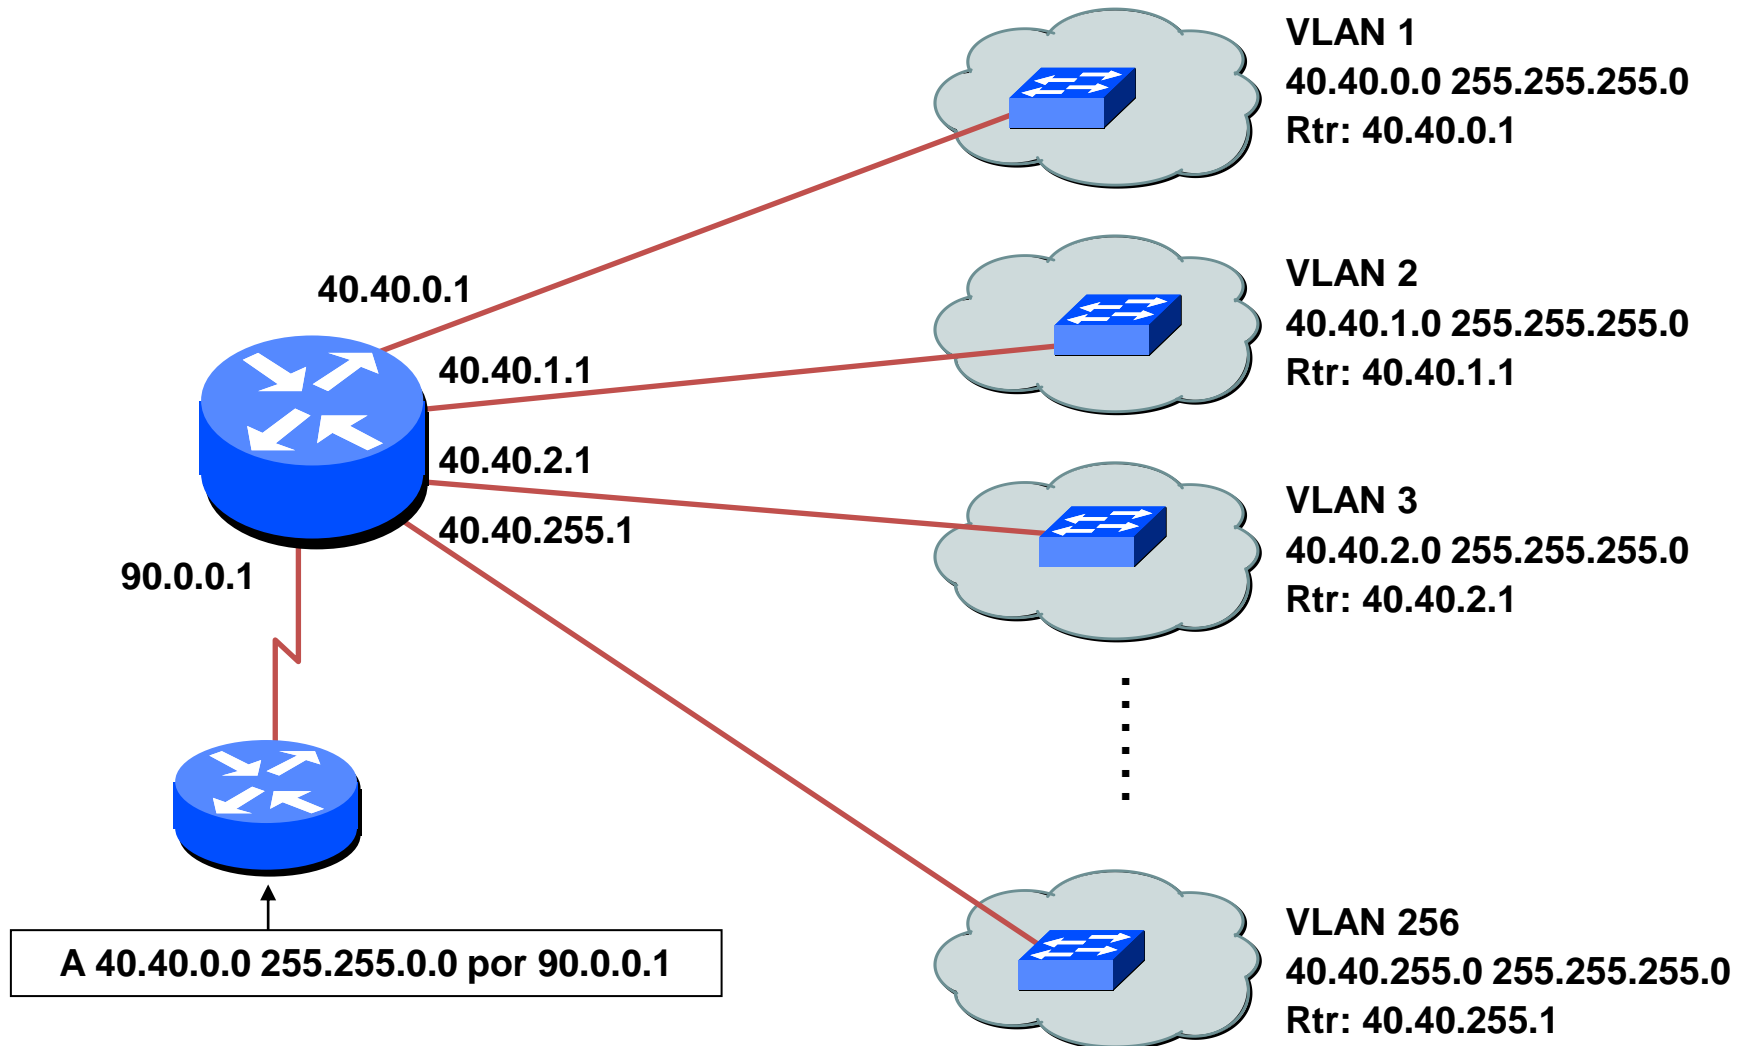 VLAN 1
40.40.0.0 255.255.255.0
Rtr: 40.40.0.1
40.40.0.1
VLAN 2
40.40.1.0 255.255.255.0
Rtr: 40.40.1.1
40.40.1.1
40.40.2.1
40.40.255.1
VLAN 3
40.40.2.0 255.255.255.0
Rtr: 40.40.2.1
90.0.0.1
A 40.40.0.0 255.255.0.0 por 90.0.0.1
VLAN 256
40.40.255.0 255.255.255.0
Rtr: 40.40.255.1